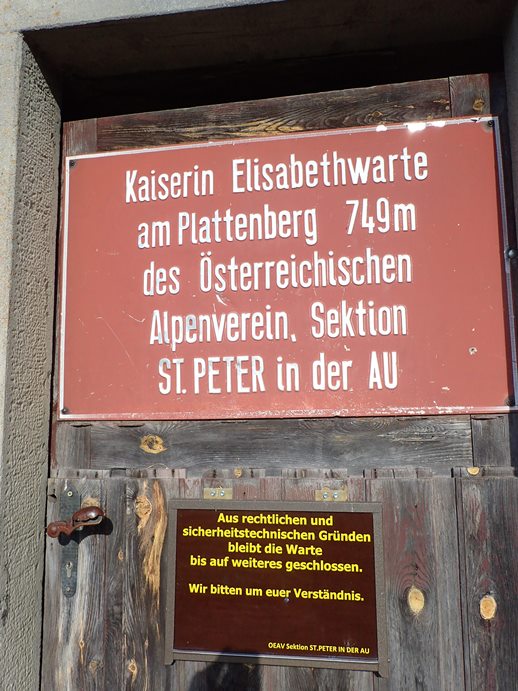 Kaiserin Elisabethwarte
am Plattenberg 749m
des Österreichischen
Alpenverein, Sektion
ST. PETER in der AU
Aus rechtlichen und
sicherheitstechnischen Gründen
bleibt die Warte
bis auf weiteres geschlossen.
Wir bitten um euer Verständnis.
OEAV Sektion ST.PETER IN DER AU